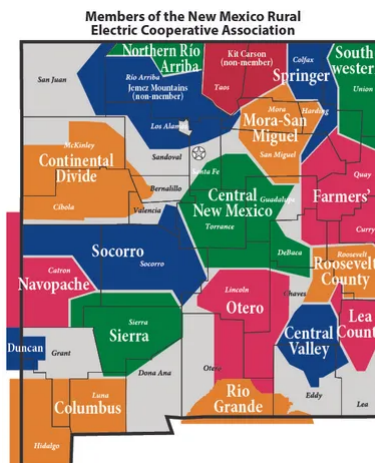 Members of the New Mexico Rural
Electric Cooperative Association
Northern Río
Arriba
Kit Carson
(non-member)
Colfax
South
western
San Juan
Río Arriba
Jemez Mountains
(non-member)
Taos
Springer
Union
Los Alamos
Mora
Harding
Mora-San
Miguel
McKinley
Continental
Divide
Sandoval
Santa Fe
San Miguel
Quay
Bernalillo
Cibola
Valencia
Central
New Mexico
Guadalupe
Farmers'
Torrance
Curry
Socorro
Socorro
DeBaca
Roosevelt
Roosevelt
County
Catron
Navopache
Lincoln
Chaves
Otero
Lea
County
Sierra
Sierra
Duncan
Grant
Central
Valley
Dona Ana
Otero
Luna
Columbus
Rio
Grande
Eddy
Lea
Hidalgo